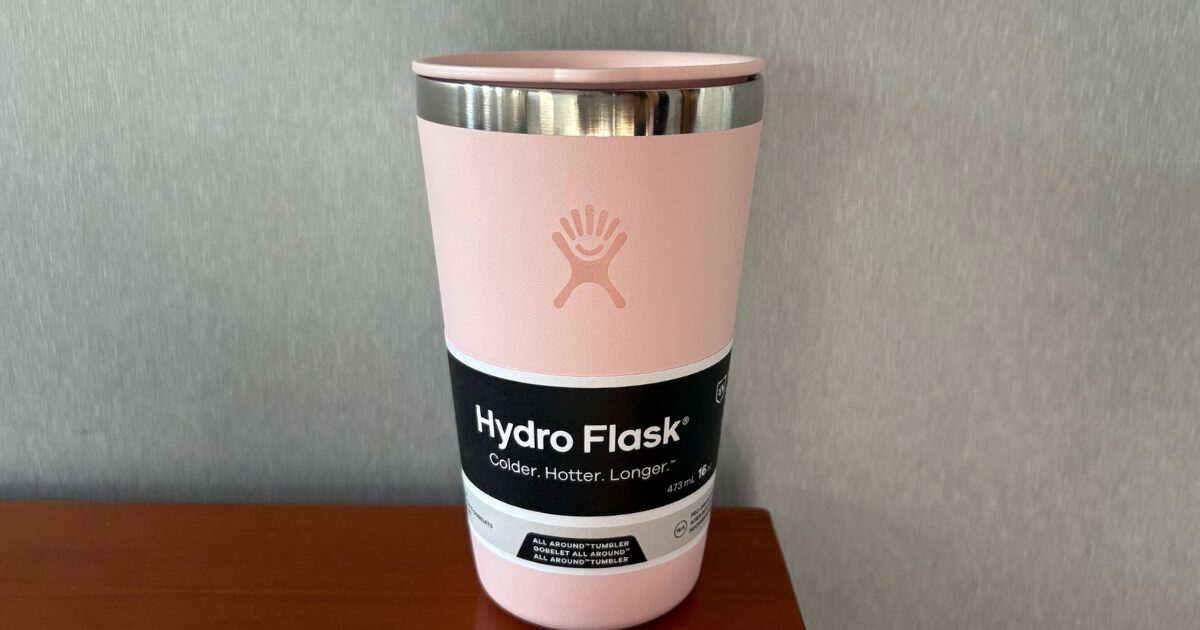 Hydro Flask®
Colder. Hotter. Longer.™
473 mL 16 oz
ALL AROUND™ TUMBLER
GOBELET ALL AROUND™
ALL AROUND™ TUMBLER